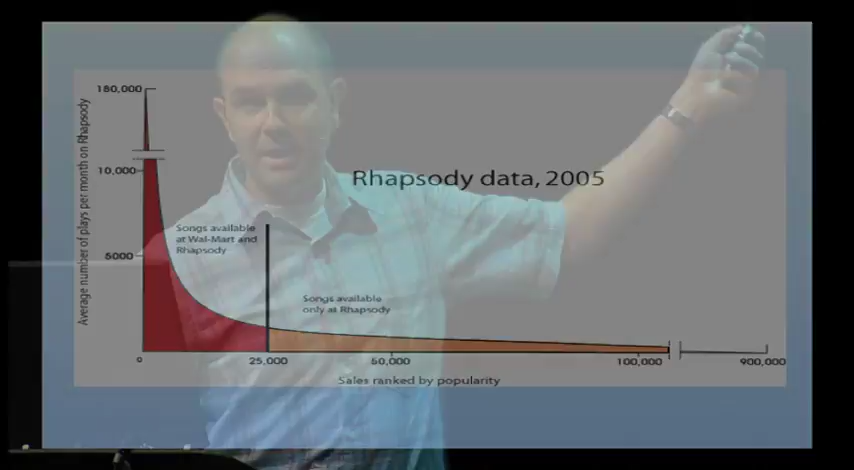 180,000
10,000
5000
Average number of plays per month on Rhapsody
Rhapsody data, 2005
Songs available
at Wal-Mart and
Rhapsody
Songs available
only at Rhapsody
0
25,000
50,000
100,000
900,000
Sales ranked by popularity